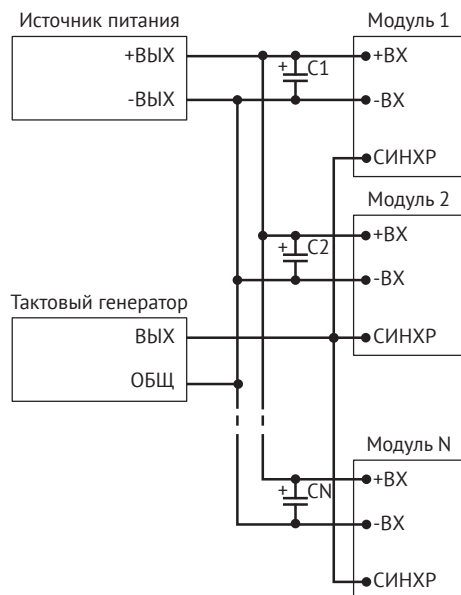 Источник питания
+ВЫХ
-ВЫХ
Модуль 1
+ВХ
-ВХ
СИНХР
+ C1
Модуль 2
+ВХ
-ВХ
СИНХР
+ C2
Тактовый генератор
ВЫХ
ОБЩ
Модуль N
+ВХ
-ВХ
СИНХР
+ CN